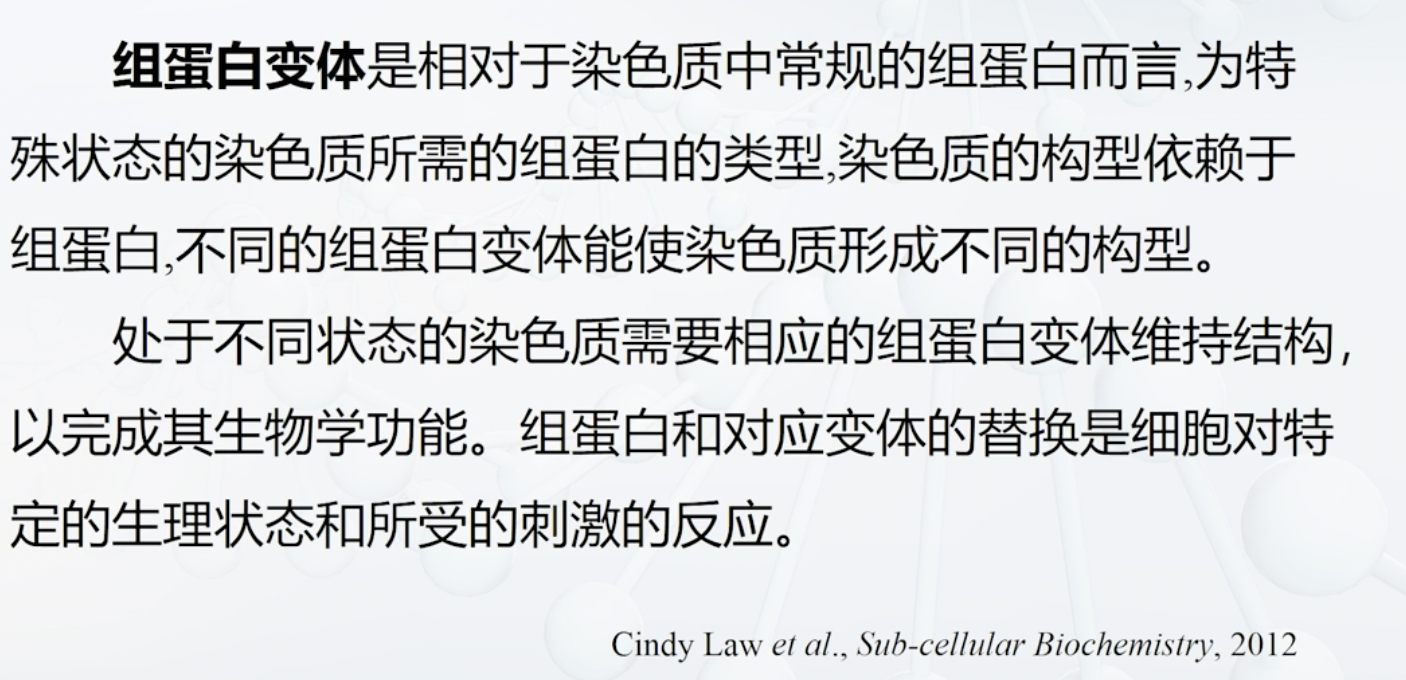 组蛋白变体是相对于染色质中常规的组蛋白而言,为特
殊状态的染色质所需的组蛋白的类型,染色质的构型依赖于
组蛋白,不同的组蛋白变体能使染色质形成不同的构型。
处于不同状态的染色质需要相应的组蛋白变体维持结构,
以完成其生物学功能。组蛋白和对应变体的替换是细胞对特
定的生理状态和所受的刺激的反应。
Cindy Law et al., Sub-cellular Biochemistry, 2012